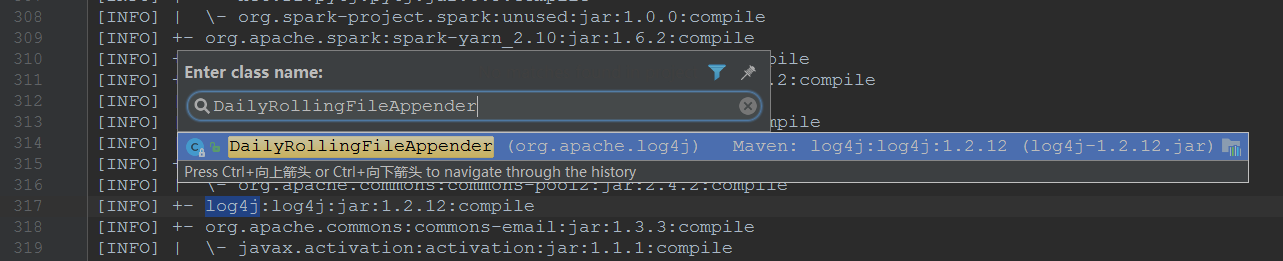 308 [INFO] | \- org.spark-project.spark:unused:jar:1.0.0:compile
309 [INFO] +- org.apache.spark:spark-yarn_2.10:jar:1.6.2:compile
310 [INFO] pile
Enter class name:
311 [INFO] .2:compile
312 [INFO]
DailyRollingFileAppender
313 [INFO] ompile
314 [INFO]
DailyRollingFileAppender (org.apache.log4j) Maven: log4j:log4j:1.2.12 (log4j-1.2.12.jar)
315 [INFO]
Press Ctrl+向上箭头 or Ctrl+向下箭头 to navigate through the history
316 [INFO] | \- org.apache.commons:commons-pool2:jar:2.4.2:compile
317 [INFO] +- log4j:log4j:jar:1.2.12:compile
318 [INFO] +- org.apache.commons:commons-email:jar:1.3.3:compile
319 [INFO] | \- javax.activation:activation:jar:1.1.1:compile